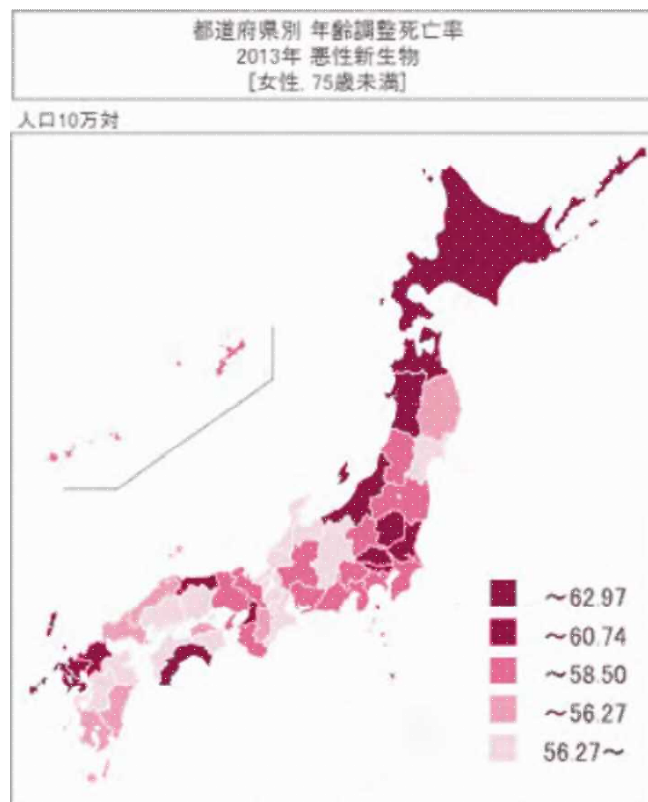 都道府県別 年齢調整死亡率
2013年 悪性新生物
[女性, 75歳未満]
人口10万対
～62.97
～60.74
～58.50
～56.27
56.27～